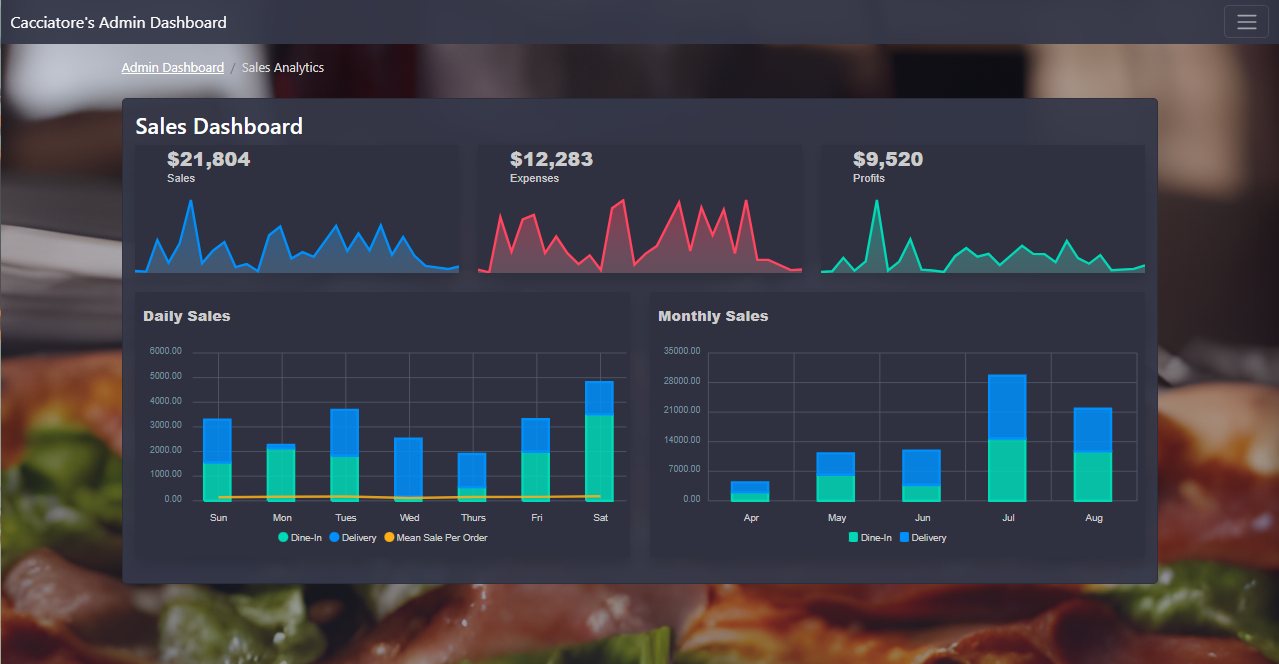 Cacciatore's Admin Dashboard
Admin Dashboard / Sales Analytics
Sales Dashboard
$21,804
Sales
$12,283
Expenses
$9,520
Profits
Daily Sales
6000.00
5000.00
4000.00
3000.00
2000.00
1000.00
0.00
Sun Mon Tues Wed Thurs Fri Sat
Dine-In Delivery Mean Sale Per Order
Monthly Sales
35000.00
28000.00
21000.00
14000.00
7000.00
0.00
Apr May Jun Jul Aug
Dine-In Delivery